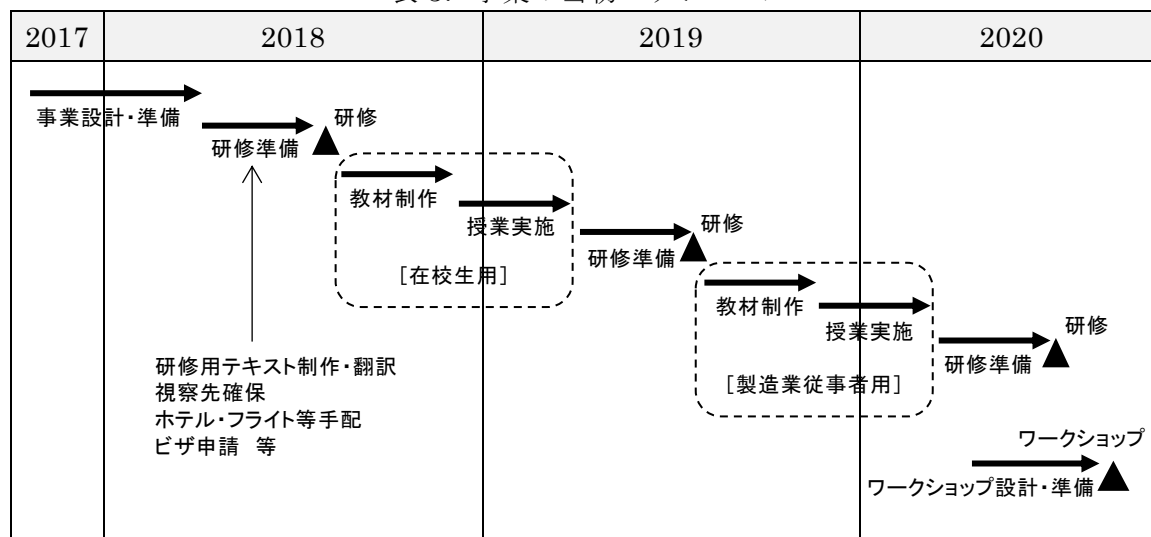 2017
2018
2019
2020
事業設計・準備
研修準備
研修
教材制作
授業実施
[在校生用]
研修準備
研修
教材制作
授業実施
[製造業従事者用]
研修準備
研修
研修用テキスト制作・翻訳
視察先確保
ホテル・フライト等手配
ビザ申請 等
ワークショップ
ワークショップ設計・準備